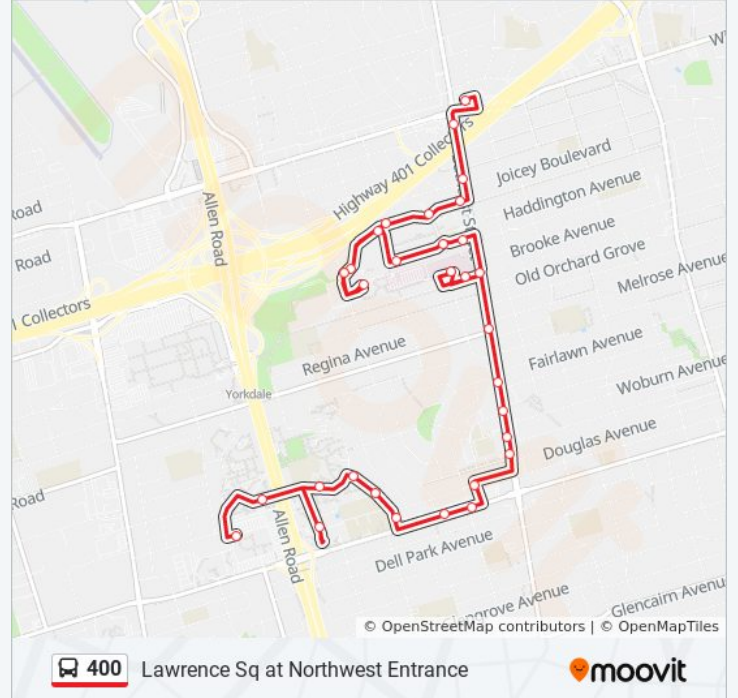 Highway 401 Collectors
Joicey Boulevard
Haddington Avenue
Allen Road
Road
Brooke Avenue
Old Orchard Grove
Road
Melrose Avenue
Collectors
Regina Avenue
Fairlawn Avenue
Yorkdale
Woburn Avenue
Douglas Avenue
Road
Allen Road
Dell Park Avenue
Glencairn Avenu
grove Avenue
© OpenStreetMap contributors | © OpenMapTiles
400 Lawrence Sq at Northwest Entrance moovit